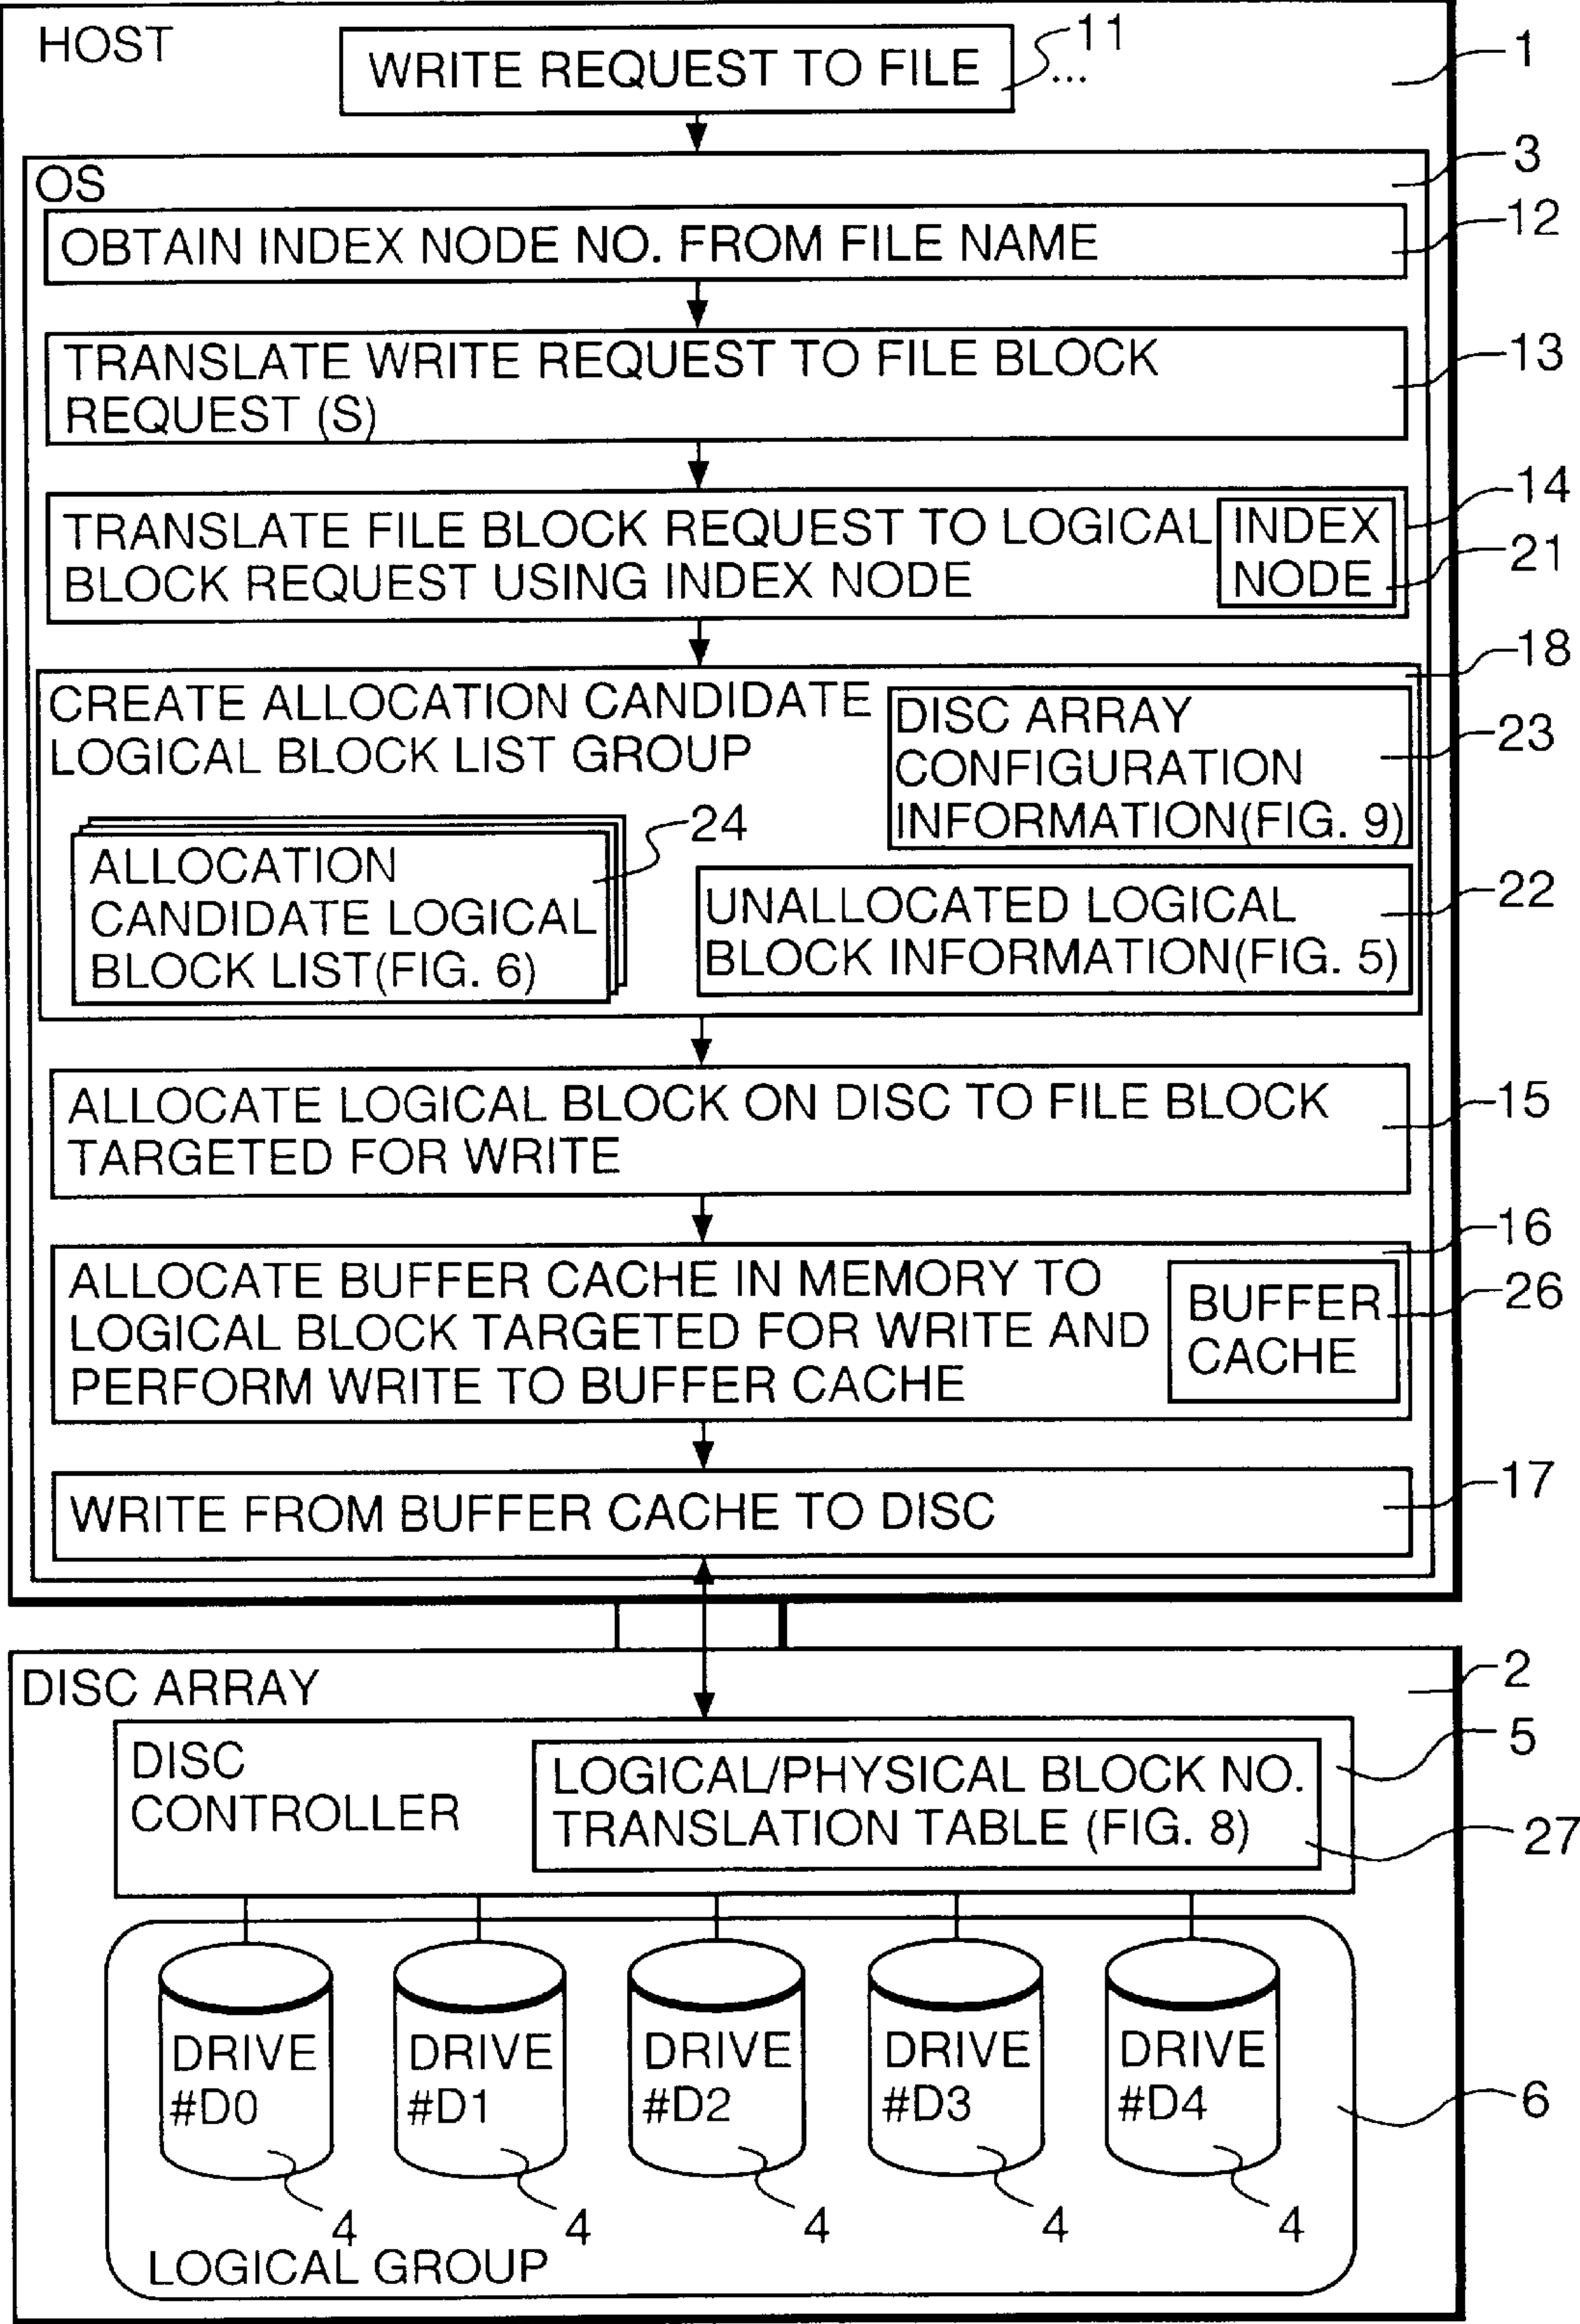 HOST
WRITE REQUEST TO FILE
11
...
1
OS
3
OBTAIN INDEX NODE NO. FROM FILE NAME
12
TRANSLATE WRITE REQUEST TO FILE BLOCK
REQUEST (S)
13
TRANSLATE FILE BLOCK REQUEST TO LOGICAL
BLOCK REQUEST USING INDEX NODE
INDEX
NODE
14
21
CREATE ALLOCATION CANDIDATE
LOGICAL BLOCK LIST GROUP
18
DISC ARRAY
CONFIGURATION
INFORMATION(FIG. 9)
23
ALLOCATION
CANDIDATE LOGICAL
BLOCK LIST(FIG. 6)
24
UNALLOCATED LOGICAL
BLOCK INFORMATION(FIG. 5)
22
ALLOCATE LOGICAL BLOCK ON DISC TO FILE BLOCK
TARGETED FOR WRITE
15
ALLOCATE BUFFER CACHE IN MEMORY TO
LOGICAL BLOCK TARGETED FOR WRITE AND
PERFORM WRITE TO BUFFER CACHE
16
BUFFER
CACHE
26
WRITE FROM BUFFER CACHE TO DISC
17
DISC ARRAY
2
DISC
CONTROLLER
5
LOGICAL/PHYSICAL BLOCK NO.
TRANSLATION TABLE (FIG. 8)
27
DRIVE
#D0
DRIVE
#D1
DRIVE
#D2
DRIVE
#D3
DRIVE
#D4
6
4
4
4
4
4
LOGICAL GROUP